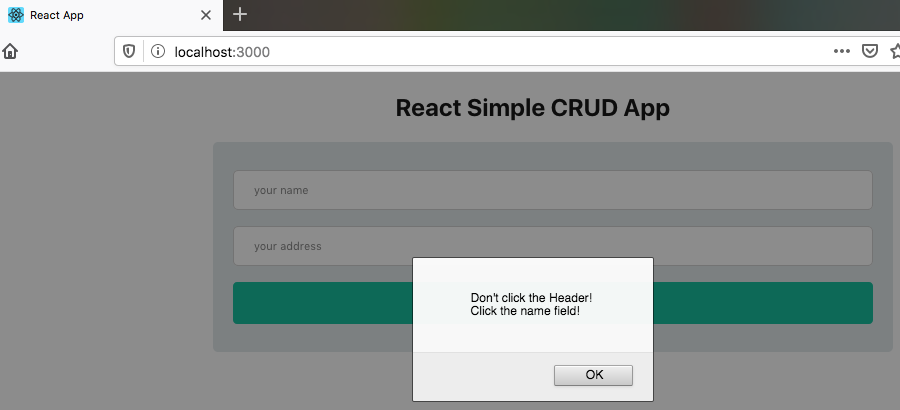 React App
localhost:3000
React Simple CRUD App
your name
your address
Don't click the Header!
Click the name field!
OK